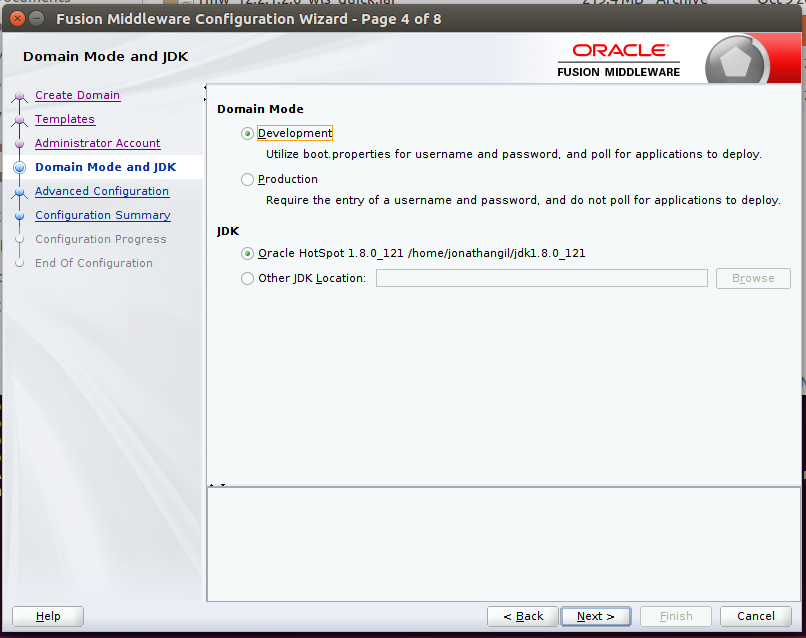 Fusion Middleware Configuration Wizard - Page 4 of 8
Domain Mode and JDK
ORACLE®
FUSION MIDDLEWARE
Create Domain
Templates
Administrator Account
Domain Mode and JDK
Advanced Configuration
Configuration Summary
Configuration Progress
End Of Configuration
Domain Mode
Development
Utilize boot.properties for username and password, and poll for applications to deploy.
Production
Require the entry of a username and password, and do not poll for applications to deploy.
JDK
Oracle HotSpot 1.8.0_121 /home/jonathangil/jdk1.8.0_121
Other JDK Location:
Browse
Help
< Back
Next >
Finish
Cancel